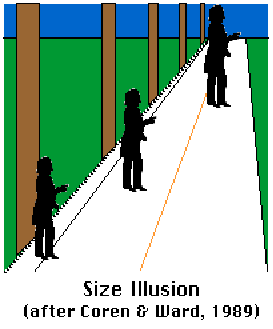 Size Illusion
(after Coren & Ward, 1989)